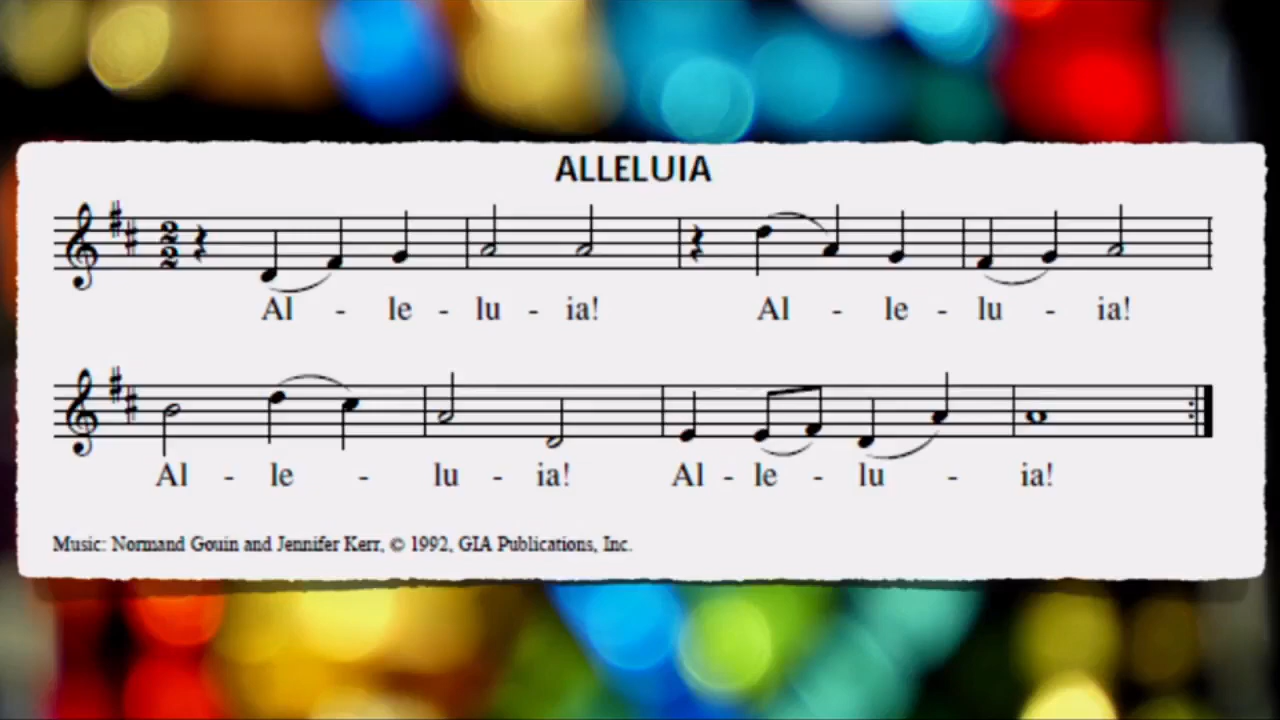 ALLELUIA
Al - le - lu - ia! Al - le - lu - ia!
Al - le - lu - ia! Al - le - lu - ia!
Music: Normand Gouin and Jennifer Kerr, © 1992, GIA Publications, Inc.